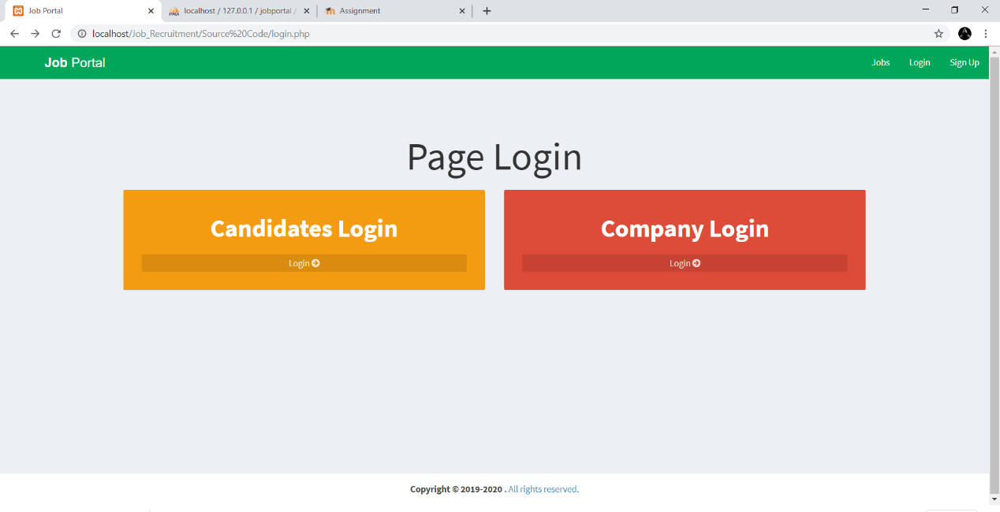 Job Portal
localhost / 127.0.0.1 / jobportal /
Assignment
localhost/Job_Recruitment/Source%20Code/login.php
Job Portal
Jobs
Login
Sign Up
Page Login
Candidates Login
Login
Company Login
Login
Copyright © 2019-2020 . All rights reserved.